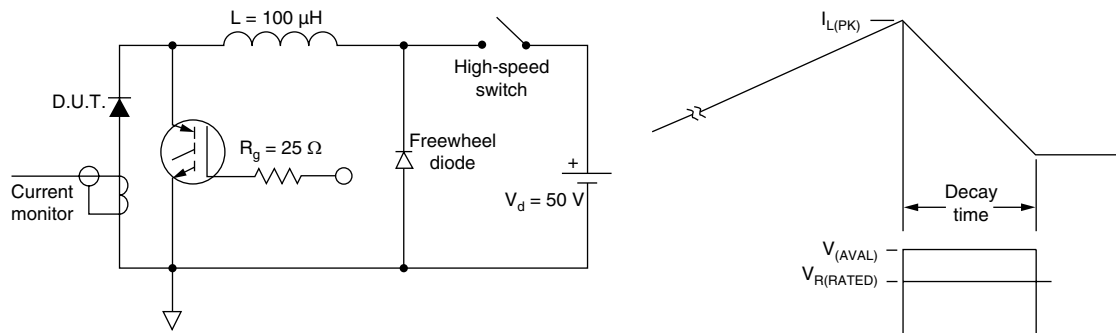 L = 100 µH
D.U.T.
High-speed
switch
R_g = 25 Ω
Freewheel
diode
+
V_d = 50 V
Current
monitor
I_L(PK)
Decay
time
V_(AVAL)
V_R(RATED)